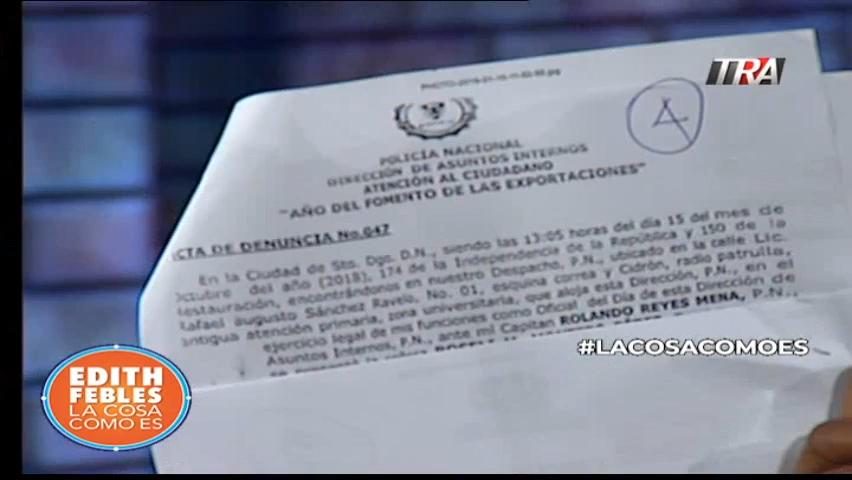 TRA
A
POLICÍA NACIONAL
DIRECCIÓN DE ASUNTOS INTERNOS
ATENCIÓN AL CIUDADANO
"AÑO DEL FOMENTO DE LAS EXPORTACIONES"
CTA DE DENUNCIA No.047
En la Ciudad de Sto. Dgo. D.N., siendo las 13:05 horas del día 15 del mes de
octubre del año (2018), 174 de la Independencia de la República y 150 de la
estauración, encontrándonos en nuestro Despacho, P.N., ubicado en la calle Lic.
Rafael augusto Sánchez Ravelo, No. 01, esquina correa y Cidrón, radio patrulla,
antigua atención primaria, zona universitaria, que aloja esta Dirección, P.N., en el
ejercicio legal de mis funciones como Oficial del Día de esta Dirección de
Asuntos Internos, P.N., ante mi Capitan ROLANDO REYES MENA, P.N.,
#LACOSACOMOES
EDITH
FEBLES
LA COSA
COMO ES